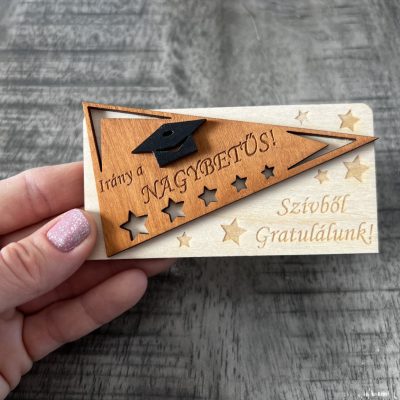 Irány a
NAGYBETŰS!
Szívből
Gratulálunk!